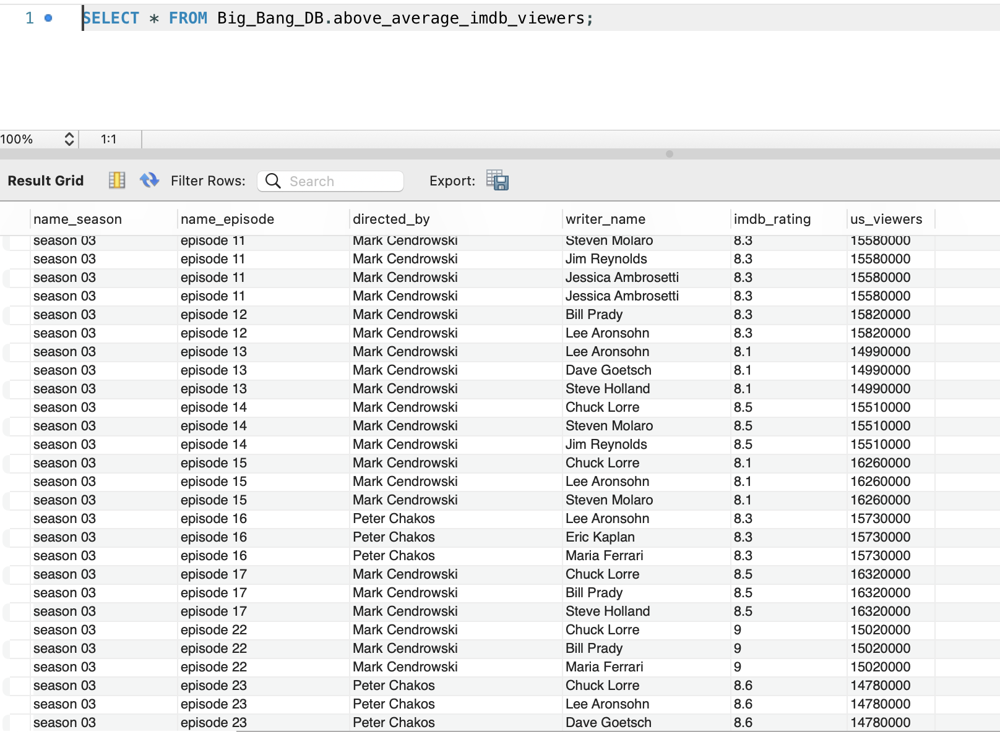 1 SELECT * FROM Big_Bang_DB.above_average_imdb_viewers;
100% 1:1
Result Grid Filter Rows: Search Export:
name_season name_episode directed_by writer_name imdb_rating us_viewers
season 03 episode 11 Mark Cendrowski Steven Molaro 8.3 15580000
season 03 episode 11 Mark Cendrowski Jim Reynolds 8.3 15580000
season 03 episode 11 Mark Cendrowski Jessica Ambrosetti 8.3 15580000
season 03 episode 11 Mark Cendrowski Jessica Ambrosetti 8.3 15580000
season 03 episode 12 Mark Cendrowski Bill Prady 8.3 15820000
season 03 episode 12 Mark Cendrowski Lee Aronsohn 8.3 15820000
season 03 episode 13 Mark Cendrowski Lee Aronsohn 8.1 14990000
season 03 episode 13 Mark Cendrowski Dave Goetsch 8.1 14990000
season 03 episode 13 Mark Cendrowski Steve Holland 8.1 14990000
season 03 episode 14 Mark Cendrowski Chuck Lorre 8.5 15510000
season 03 episode 14 Mark Cendrowski Steven Molaro 8.5 15510000
season 03 episode 14 Mark Cendrowski Jim Reynolds 8.5 15510000
season 03 episode 15 Mark Cendrowski Chuck Lorre 8.1 16260000
season 03 episode 15 Mark Cendrowski Lee Aronsohn 8.1 16260000
season 03 episode 15 Mark Cendrowski Steven Molaro 8.1 16260000
season 03 episode 16 Peter Chakos Lee Aronsohn 8.3 15730000
season 03 episode 16 Peter Chakos Eric Kaplan 8.3 15730000
season 03 episode 16 Peter Chakos Maria Ferrari 8.3 15730000
season 03 episode 17 Mark Cendrowski Chuck Lorre 8.5 16320000
season 03 episode 17 Mark Cendrowski Bill Prady 8.5 16320000
season 03 episode 17 Mark Cendrowski Steve Holland 8.5 16320000
season 03 episode 22 Mark Cendrowski Chuck Lorre 9 15020000
season 03 episode 22 Mark Cendrowski Bill Prady 9 15020000
season 03 episode 22 Mark Cendrowski Maria Ferrari 9 15020000
season 03 episode 23 Peter Chakos Chuck Lorre 8.6 14780000
season 03 episode 23 Peter Chakos Lee Aronsohn 8.6 14780000
season 03 episode 23 Peter Chakos Dave Goetsch 8.6 14780000